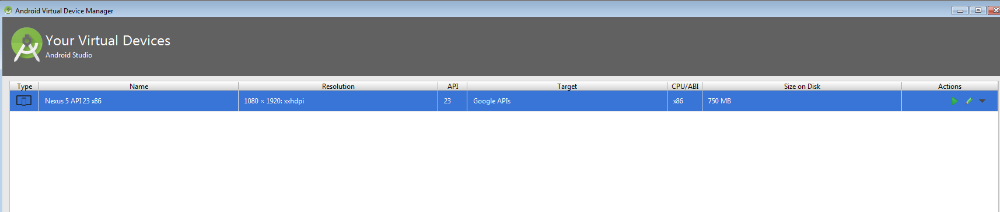 Android Virtual Device Manager
Your Virtual Devices
Android Studio
Type Name Resolution API Target CPU/ABI Size on Disk Actions
Nexus 5 API 23 x86 1080 × 1920: xxhdpi 23 Google APIs x86 750 MB